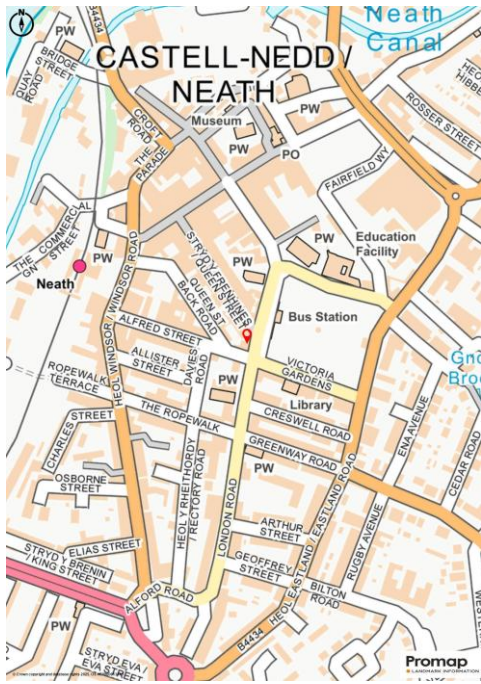 N
Neath
Canal
PW
B4434
BRIDGE
STREET
QUAY
ROAD
CASTELL-NEDD /
NEATH
CROFT
ROAD
THE
PARADE
Museum
PW
PO
ROSSER STREET
FAIRFIELD WY
THE COMMERCIAL
STREET
GN
PW
Neath
HEOL WINDSOR / WINDSOR ROAD
STRYD Y FRENHINES
/ QUEEN STREET
QUEEN ST
BACK ROAD
PW
PW
Education
Facility
Bus Station
ALFRED STREET
ALLISTER
STREET
DAVIES
ROAD
VICTORIA
GARDENS
PW
Library
CRESWELL ROAD
ROPEWALK
TERRACE
THE ROPEWALK
GREENWAY ROAD
CHARLES
STREET
OSBORNE
STREET
HEOL Y RHEITHORDY
/ RECTORY ROAD
LONDON ROAD
PW
ENA AVENUE
CEDAR ROAD
RUGBY AVENUE
HEOL EASTLAND / EASTLAND ROAD
ARTHUR
STREET
GEOFFREY
STREET
BILTON
ROAD
ELIAS STREET
STRYD Y BRENIN
/ KING STREET
ALFORD ROAD
PW
STRYD EVA /
EVA STREET
B4434
PW
Promap
LANDMARK INFORMATION